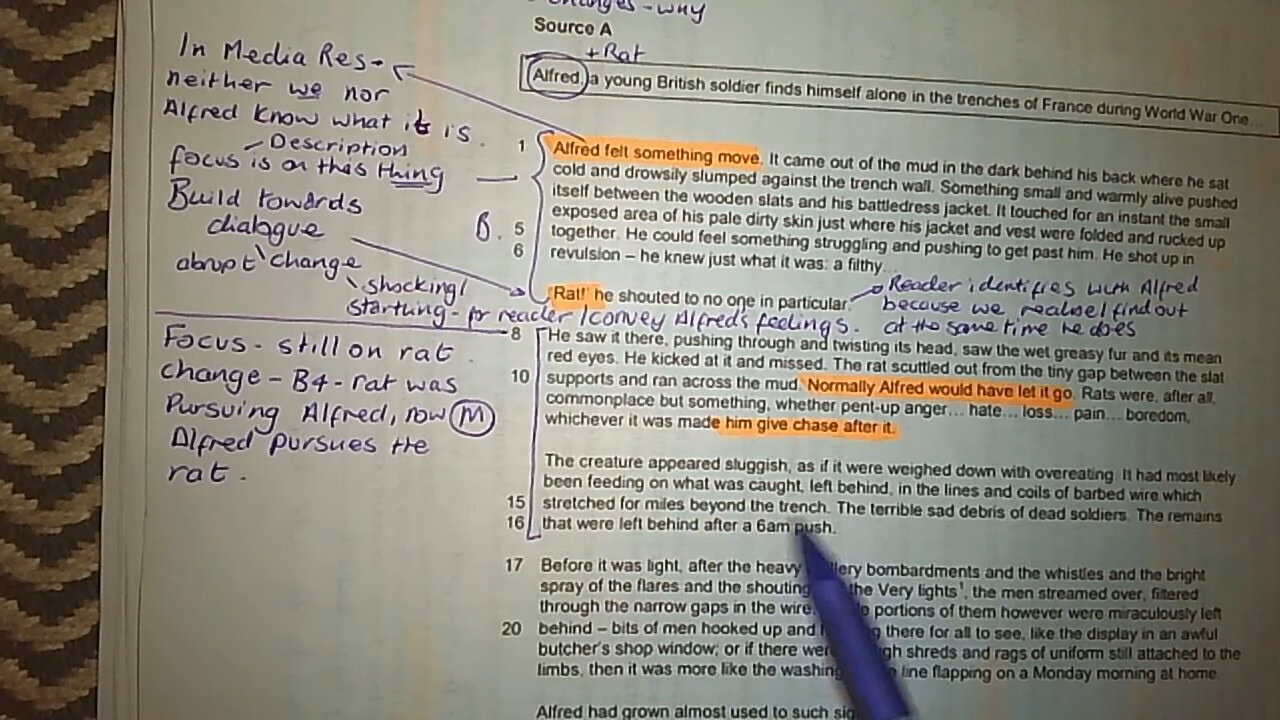 changes - why
Source A
+ Rat
Alfred, a young British soldier finds himself alone in the trenches of France during World War One...
In Media Res -
neither we nor
Alfred know what it is.
- Description
focus is on this thing
Build towards
dialogue
abrupt change
shocking/
startling - for reader / convey Alfred's feelings.
B.
1 Alfred felt something move. It came out of the mud in the dark behind his back where he sat
cold and drowsily slumped against the trench wall. Something small and warmly alive pushed
itself between the wooden slats and his battledress jacket. It touched for an instant the small
exposed area of his pale dirty skin just where his jacket and vest were folded and rucked up
5 together. He could feel something struggling and pushing to get past him. He shot up in
6 revulsion – he knew just what it was: a filthy...
'Rat!' he shouted to no one in particular.
Reader identifies with Alfred
because we realise/find out
at the same time he does
Focus - still on rat.
change - B4 - rat was
Pursuing Alfred, now M
Alfred pursues the
rat.
8 He saw it there, pushing through and twisting its head, saw the wet greasy fur and its mean
red eyes. He kicked at it and missed. The rat scuttled out from the tiny gap between the slat
10 supports and ran across the mud. Normally Alfred would have let it go. Rats were, after all,
commonplace but something, whether pent-up anger... hate... loss... pain... boredom,
whichever it was made him give chase after it.
The creature appeared sluggish, as if it were weighed down with overeating. It had most likely
been feeding on what was caught, left behind, in the lines and coils of barbed wire which
15 stretched for miles beyond the trench. The terrible sad debris of dead soldiers. The remains
16 that were left behind after a 6am push.
17 Before it was light, after the heavy bombardments and the whistles and the bright
spray of the flares and the shouting the Very lights¹, the men streamed over, filtered
through the narrow gaps in the wire. portions of them however were miraculously left
20 behind – bits of men hooked up and there for all to see, like the display in an awful
butcher's shop window; or if there were shreds and rags of uniform still attached to the
limbs, then it was more like the washing line flapping on a Monday morning at home.
Alfred had grown almost used to such